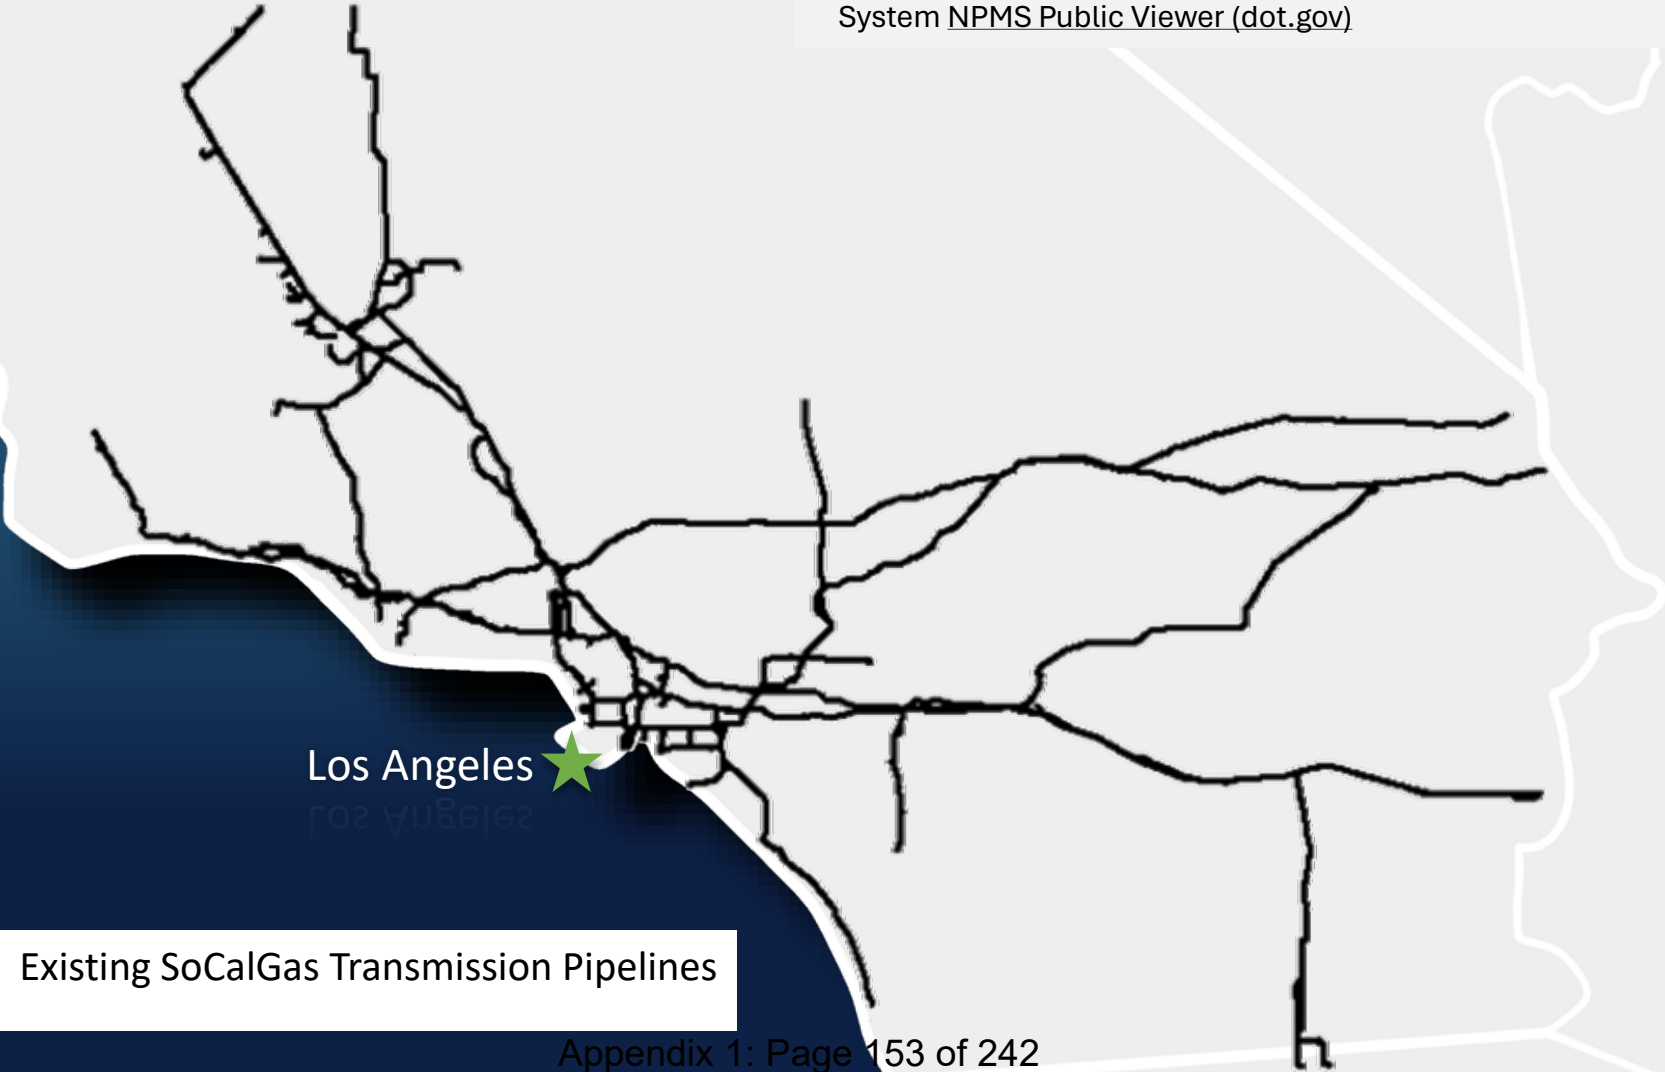 System NPMS Public Viewer (dot.gov)
Los Angeles
Existing SoCalGas Transmission Pipelines
Appendix 1: Page 153 of 242